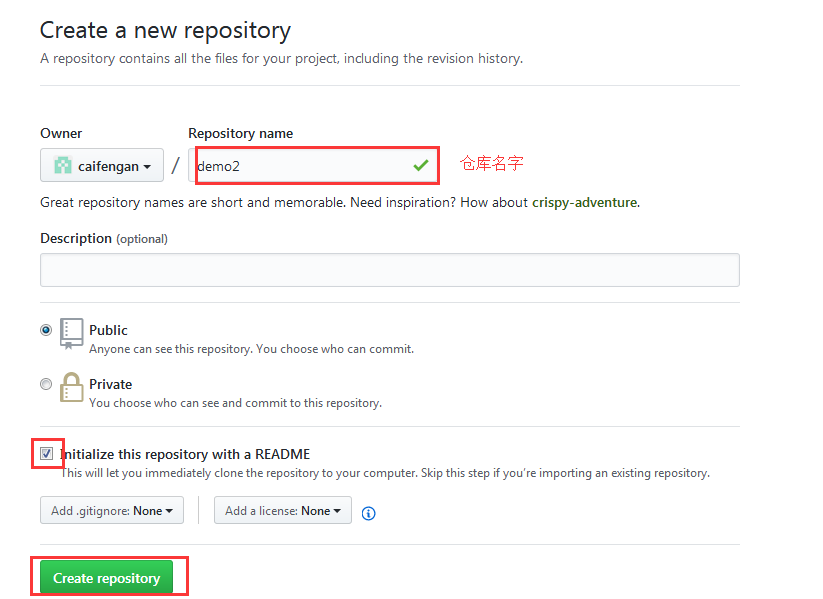 Create a new repository
A repository contains all the files for your project, including the revision history.
Owner
Repository name
caifengan / demo2 仓库名字
Great repository names are short and memorable. Need inspiration? How about crispy-adventure.
Description (optional)
Public
Anyone can see this repository. You choose who can commit.
Private
You choose who can see and commit to this repository.
Initialize this repository with a README
This will let you immediately clone the repository to your computer. Skip this step if you’re importing an existing repository.
Add .gitignore: None
Add a license: None
Create repository